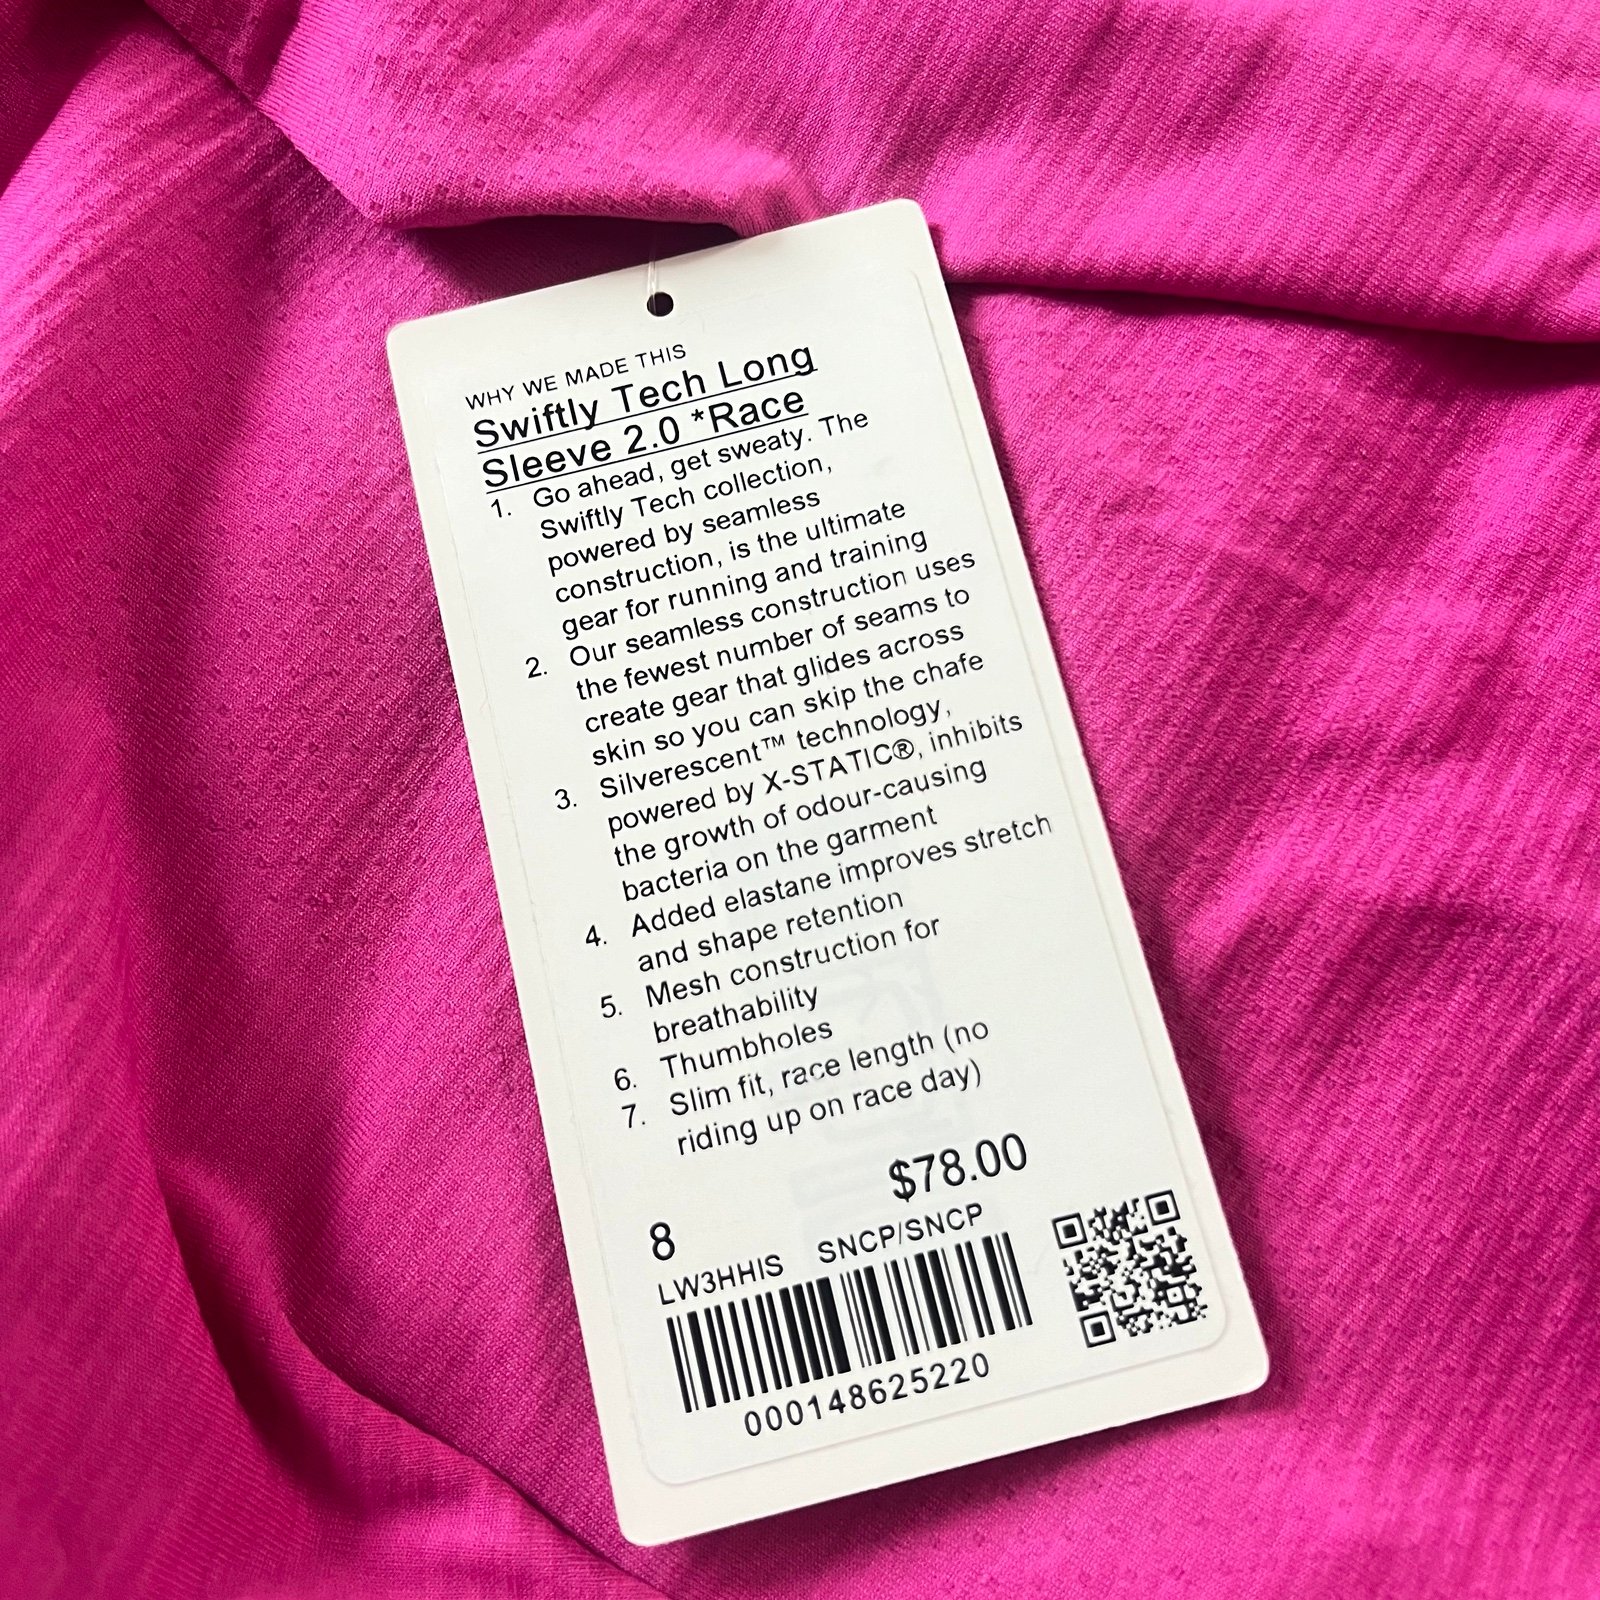 WHY WE MADE THIS
Swiftly Tech Long
Sleeve 2.0 *Race
1. Go ahead, get sweaty. The
Swiftly Tech collection,
powered by seamless
construction, is the ultimate
gear for running and training
2. Our seamless construction uses
the fewest number of seams to
create gear that glides across
skin so you can skip the chafe
3. Silverescent™ technology,
powered by X-STATIC®, inhibits
the growth of odour-causing
bacteria on the garment
4. Added elastane improves stretch
and shape retention
5. Mesh construction for
breathability
6. Thumbholes
7. Slim fit, race length (no
riding up on race day)
$78.00
8
LW3HHIS SNCP/SNCP
000148625220